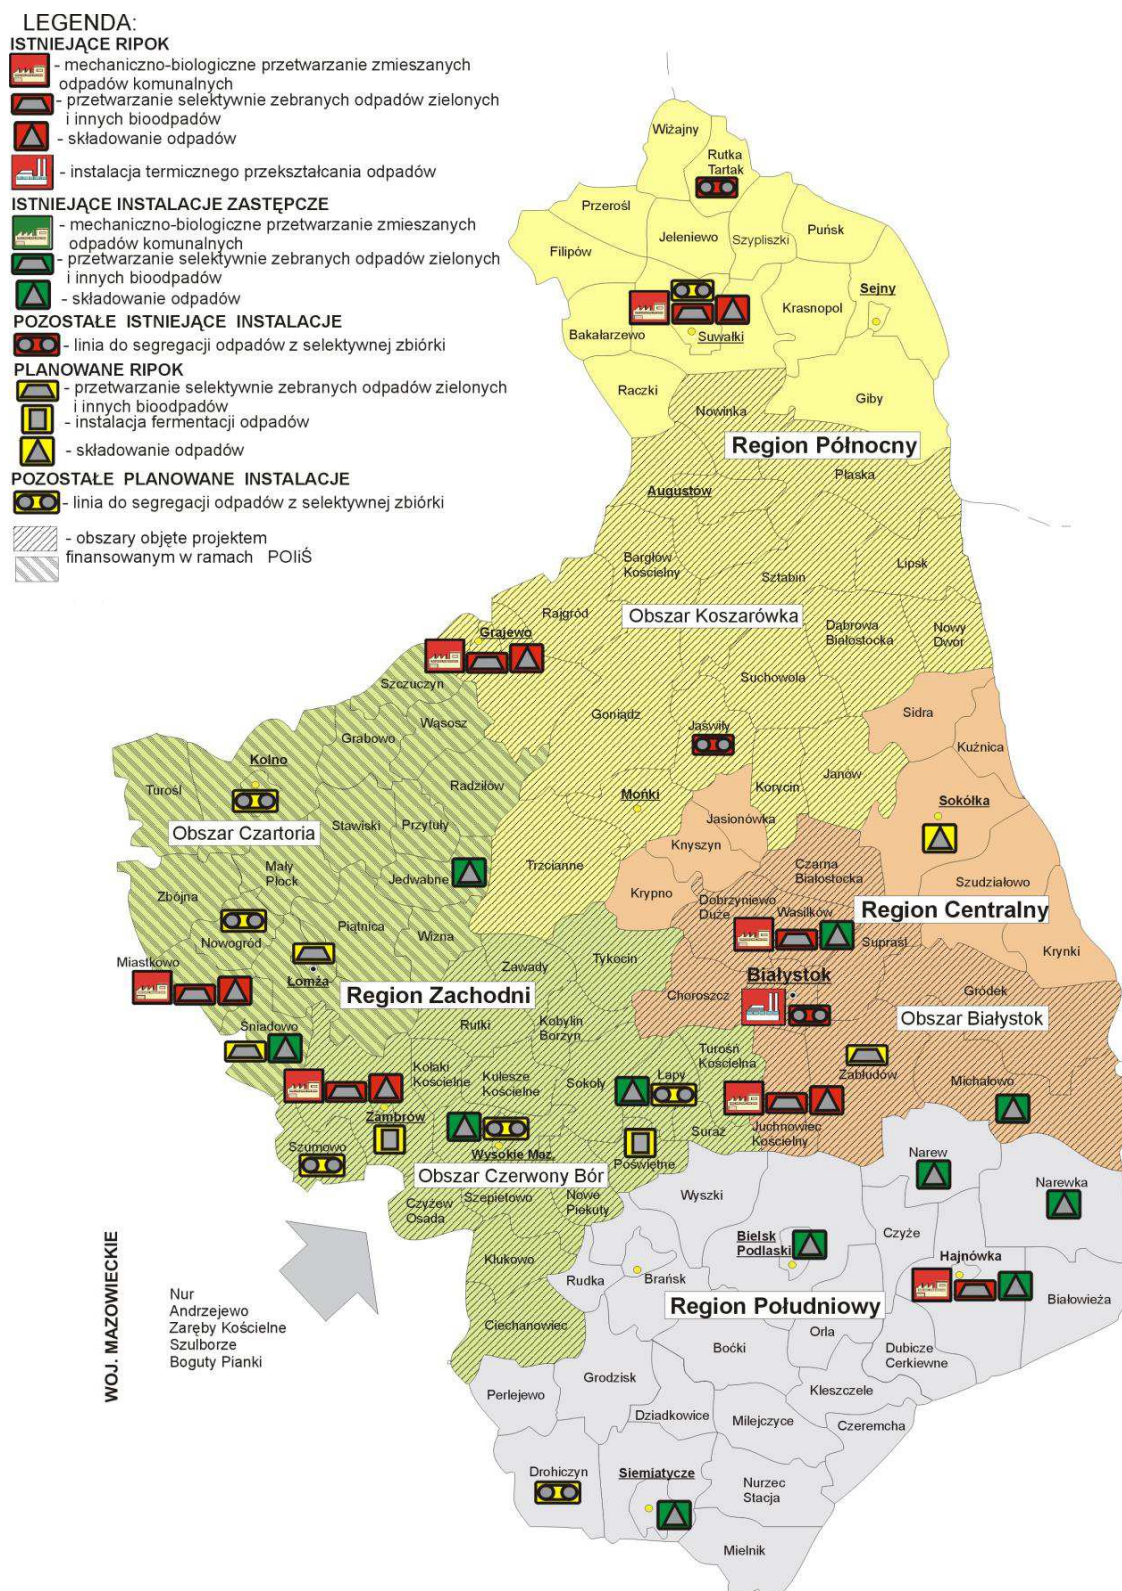 LEGENDA:
ISTNIEJĄCE RIPOK
- mechaniczno-biologiczne przetwarzanie zmieszanych
odpadów komunalnych
- przetwarzanie selektywnie zebranych odpadów zielonych
i innych bioodpadów
- składowanie odpadów
- instalacja termicznego przekształcania odpadów
ISTNIEJĄCE INSTALACJE ZASTĘPCZE
- mechaniczno-biologiczne przetwarzanie zmieszanych
odpadów komunalnych
- przetwarzanie selektywnie zebranych odpadów zielonych
i innych bioodpadów
- składowanie odpadów
POZOSTAŁE ISTNIEJĄCE INSTALACJE
- linia do segregacji odpadów z selektywnej zbiórki
PLANOWANE RIPOK
- przetwarzanie selektywnie zebranych odpadów zielonych
i innych bioodpadów
- instalacja fermentacji odpadów
- składowanie odpadów
POZOSTAŁE PLANOWANE INSTALACJE
- linia do segregacji odpadów z selektywnej zbiórki
- obszary objęte projektem
finansowanym w ramach POIiŚ
Wiżajny
Rutka
Tartak
Przerośl
Jeleniewo
Szypliszki
Puńsk
Filipów
Sejny
Krasnopol
Bakałarzewo
Suwałki
Raczki
Giby
Nowinka
Region Północny
Płaska
Augustów
Bargłów
Kościelny
Sztabin
Lipsk
Rajgród
Obszar Koszarówka
Dąbrowa
Białostocka
Nowy
Dwór
Grajewo
Szczuczyn
Suchowola
Wąsosz
Goniądz
Jaświły
Sidra
Kuźnica
Grabowo
Kolno
Turośl
Radziłów
Janów
Korycin
Mońki
Sokółka
Obszar Czartoria
Stawiski
Przytuły
Jasionówka
Knyszyn
Mały
Płock
Jedwabne
Trzcianne
Czarna
Białostocka
Zbójna
Krypno
Szudziałowo
Dobrzyniewo
Duże
Wasilków
Region Centralny
Nowogród
Piątnica
Wizna
Supraśl
Krynki
Miastkowo
Łomża
Zawady
Tykocin
Białystok
Region Zachodni
Choroszcz
Gródek
Śniadowo
Rutki
Kobylin
Borzyn
Obszar Białystok
Kołaki
Kościelne
Kulesze
Kościelne
Sokoły
Łapy
Turośń
Kościelna
Zabłudów
Michałowo
Zambrów
Szumowo
Wysokie Maz.
Poświętne
Suraż
Juchnowiec
Kościelny
Obszar Czerwony Bór
Narew
Narewka
Czyżew
Osada
Szepietowo
Nowe
Piekuty
Wyszki
Czyże
Bielsk
Podlaski
Hajnówka
Klukowo
Rudka
Brańsk
Białowieża
Region Południowy
Ciechanowiec
Orla
Boćki
Dubicze
Cerkiewne
Perlejewo
Grodzisk
Kleszczele
Dziadkowice
Milejczyce
Czeremcha
Drohiczyn
Siemiatycze
Nurzec
Stacja
Mielnik
WOJ. MAZOWIECKIE
Nur
Andrzejewo
Zaręby Kościelne
Szulborze
Boguty Pianki